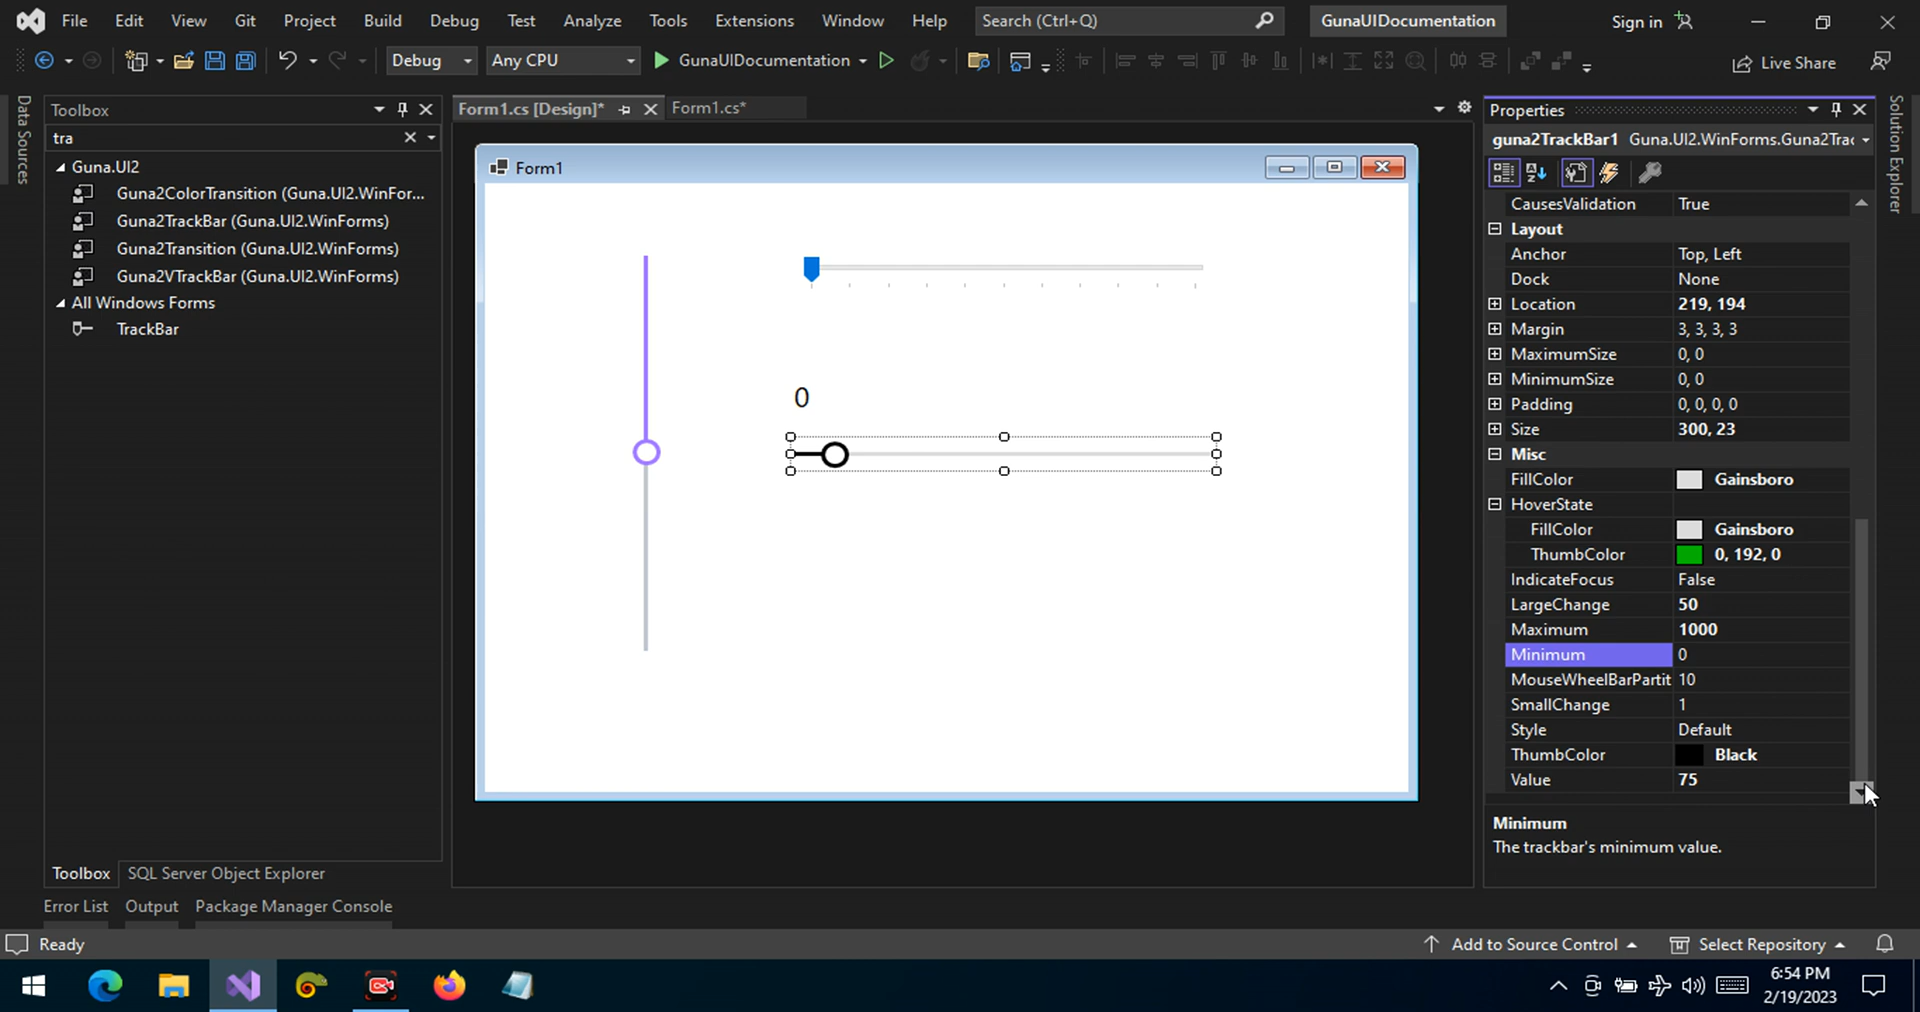 File Edit View Git Project Build Debug Test Analyze Tools Extensions Window Help Search (Ctrl+Q) GunaUIDocumentation Sign in
Debug Any CPU GunaUIDocumentation Live Share
Data Sources
Toolbox
tra
Guna.UI2
Guna2ColorTransition (Guna.UI2.WinFor...
Guna2TrackBar (Guna.UI2.WinForms)
Guna2Transition (Guna.UI2.WinForms)
Guna2VTrackBar (Guna.UI2.WinForms)
All Windows Forms
TrackBar
Form1.cs [Design]* Form1.cs*
Form1
0
Properties
guna2TrackBar1 Guna.UI2.WinForms.Guna2Trac
CausesValidation True
Layout
Anchor Top, Left
Dock None
Location 219, 194
Margin 3, 3, 3, 3
MaximumSize 0, 0
MinimumSize 0, 0
Padding 0, 0, 0, 0
Size 300, 23
Misc
FillColor Gainsboro
HoverState
FillColor Gainsboro
ThumbColor 0, 192, 0
IndicateFocus False
LargeChange 50
Maximum 1000
Minimum 0
MouseWheelBarPartit 10
SmallChange 1
Style Default
ThumbColor Black
Value 75
Minimum
The trackbar's minimum value.
Solution Explorer
Toolbox SQL Server Object Explorer
Error List Output Package Manager Console
Ready Add to Source Control Select Repository
6:54 PM
2/19/2023